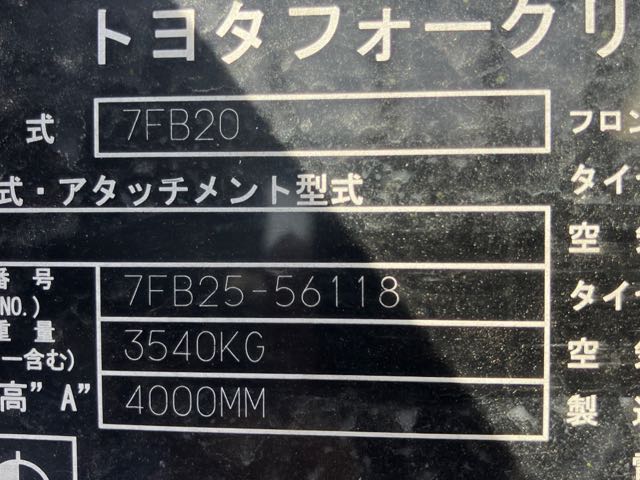 トヨタフォークリ
式 7FB20 フロン
式・アタッチメント型式 タイ
空
番号 7FB25-56118 タイ
NO.)
重量 3540KG 空
ー含む)
高"A" 4000MM 製